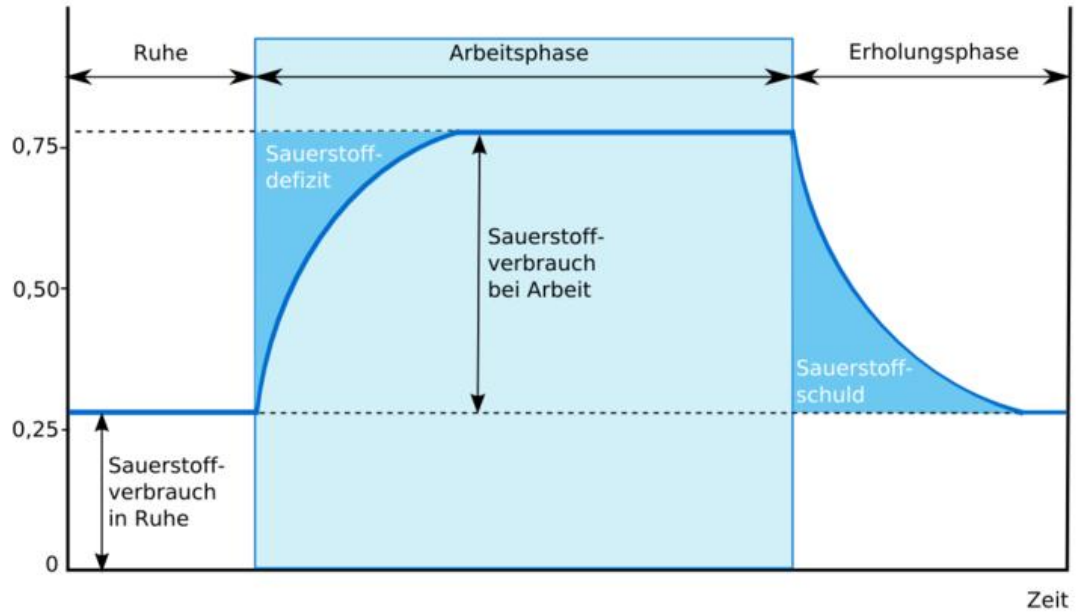 Ruhe
Arbeitsphase
Erholungsphase
0,75
Sauerstoff-
defizit
Sauerstoff-
verbrauch
bei Arbeit
0,50
Sauerstoff-
schuld
0,25
Sauerstoff-
verbrauch
in Ruhe
0
Zeit